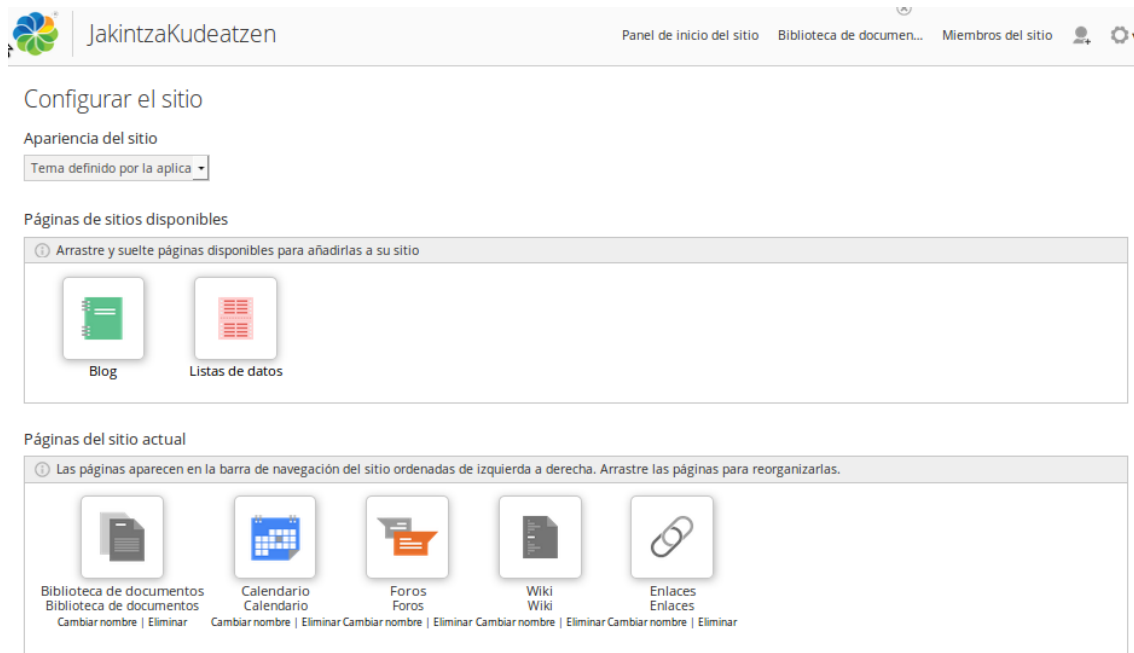 JakintzaKudeatzen
Panel de inicio del sitio Biblioteca de documen... Miembros del sitio
Configurar el sitio
Apariencia del sitio
Tema definido por la aplica
Páginas de sitios disponibles
Arrastre y suelte páginas disponibles para añadirlas a su sitio
Blog Listas de datos
Páginas del sitio actual
Las páginas aparecen en la barra de navegación del sitio ordenadas de izquierda a derecha. Arrastre las páginas para reorganizarlas.
Biblioteca de documentos Calendario Foros Wiki Enlaces
Biblioteca de documentos Calendario Foros Wiki Enlaces
Cambiar nombre | Eliminar Cambiar nombre | Eliminar Cambiar nombre | Eliminar Cambiar nombre | Eliminar Cambiar nombre | Eliminar